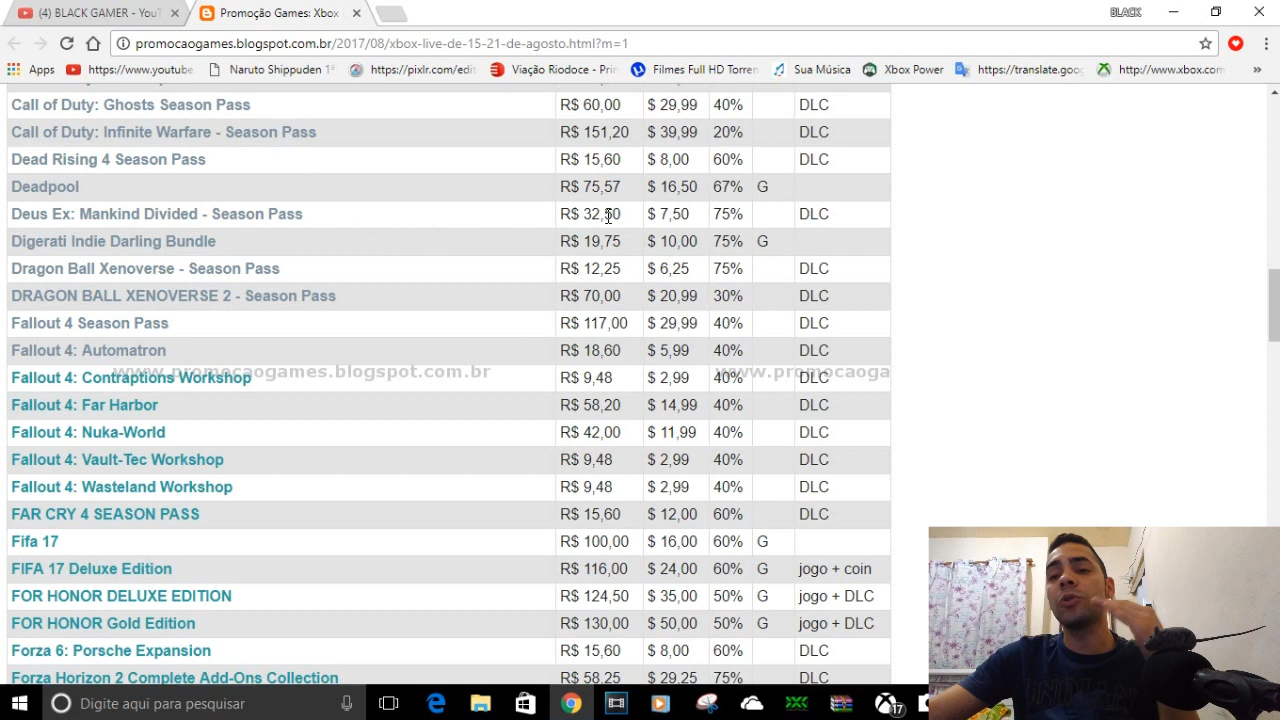 (4) BLACK GAMER - YouT
Promoção Games: Xbox
BLACK
promocaogames.blogspot.com.br/2017/08/xbox-live-de-15-21-de-agosto.html?m=1
Apps https://www.youtube Naruto Shippuden 1ª https://pixlr.com/edit Viação Riodoce - Prin Filmes Full HD Torren Sua Música Xbox Power https://translate.goog http://www.xbox.com »
Call of Duty: Ghosts Season Pass R$ 60,00 $ 29,99 40% DLC
Call of Duty: Infinite Warfare - Season Pass R$ 151,20 $ 39,99 20% DLC
Dead Rising 4 Season Pass R$ 15,60 $ 8,00 60% DLC
Deadpool R$ 75,57 $ 16,50 67% G
Deus Ex: Mankind Divided - Season Pass R$ 32,50 $ 7,50 75% DLC
Digerati Indie Darling Bundle R$ 19,75 $ 10,00 75% G
Dragon Ball Xenoverse - Season Pass R$ 12,25 $ 6,25 75% DLC
DRAGON BALL XENOVERSE 2 - Season Pass R$ 70,00 $ 20,99 30% DLC
Fallout 4 Season Pass R$ 117,00 $ 29,99 40% DLC
Fallout 4: Automatron R$ 18,60 $ 5,99 40% DLC
www.promocaogames.blogspot.com.br www.promocaoga
Fallout 4: Contraptions Workshop R$ 9,48 $ 2,99 40% DLC
Fallout 4: Far Harbor R$ 58,20 $ 14,99 40% DLC
Fallout 4: Nuka-World R$ 42,00 $ 11,99 40% DLC
Fallout 4: Vault-Tec Workshop R$ 9,48 $ 2,99 40% DLC
Fallout 4: Wasteland Workshop R$ 9,48 $ 2,99 40% DLC
FAR CRY 4 SEASON PASS R$ 15,60 $ 12,00 60% DLC
Fifa 17 R$ 100,00 $ 16,00 60% G
FIFA 17 Deluxe Edition R$ 116,00 $ 24,00 60% G jogo + coin
FOR HONOR DELUXE EDITION R$ 124,50 $ 35,00 50% G jogo + DLC
FOR HONOR Gold Edition R$ 130,00 $ 50,00 50% G jogo + DLC
Forza 6: Porsche Expansion R$ 15,60 $ 8,00 60% DLC
Forza Horizon 2 Complete Add-Ons Collection R$ 58,25 $ 29,25 75% DLC
Digite aqui para pesquisar
17